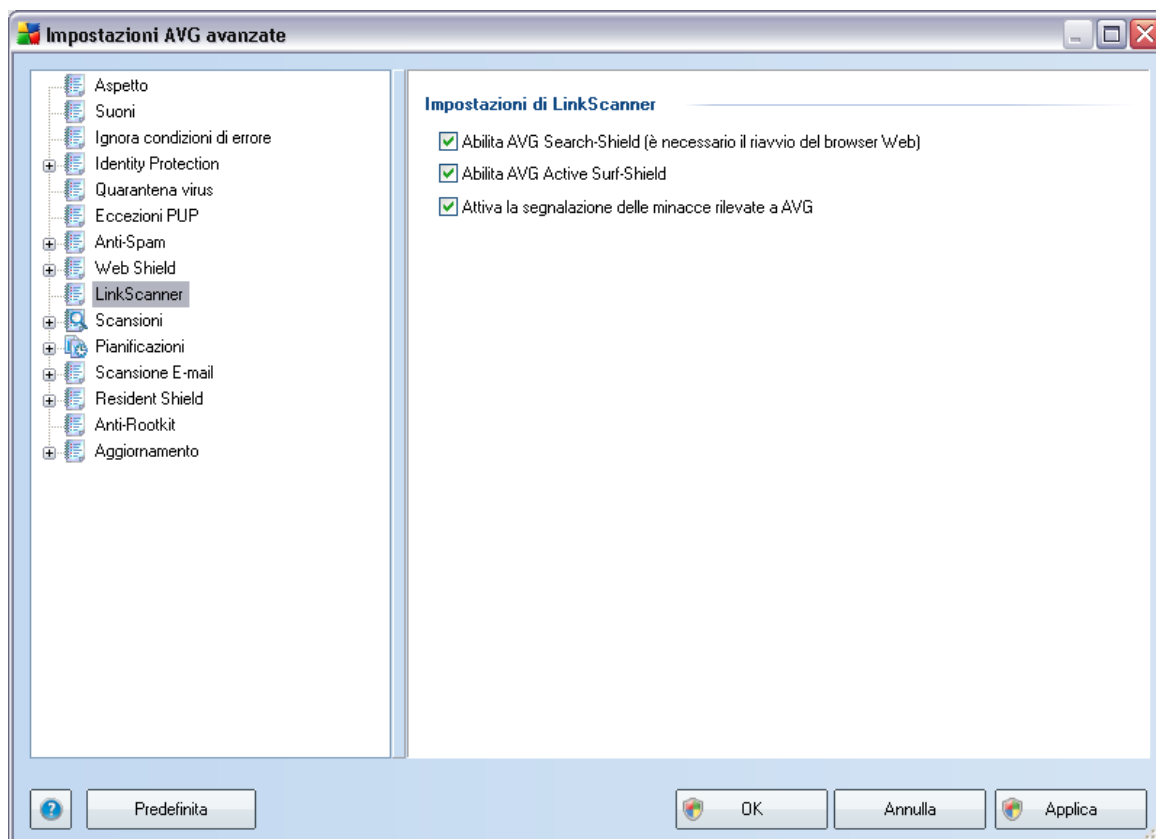 Impostazioni AVG avanzate
Aspetto
Suoni
Ignora condizioni di errore
Identity Protection
Quarantena virus
Eccezioni PUP
Anti-Spam
Web Shield
LinkScanner
Scansioni
Pianificazioni
Scansione E-mail
Resident Shield
Anti-Rootkit
Aggiornamento
Impostazioni di LinkScanner
Abilita AVG Search-Shield (è necessario il riavvio del browser Web)
Abilita AVG Active Surf-Shield
Attiva la segnalazione delle minacce rilevate a AVG
Predefinita
OK
Annulla
Applica